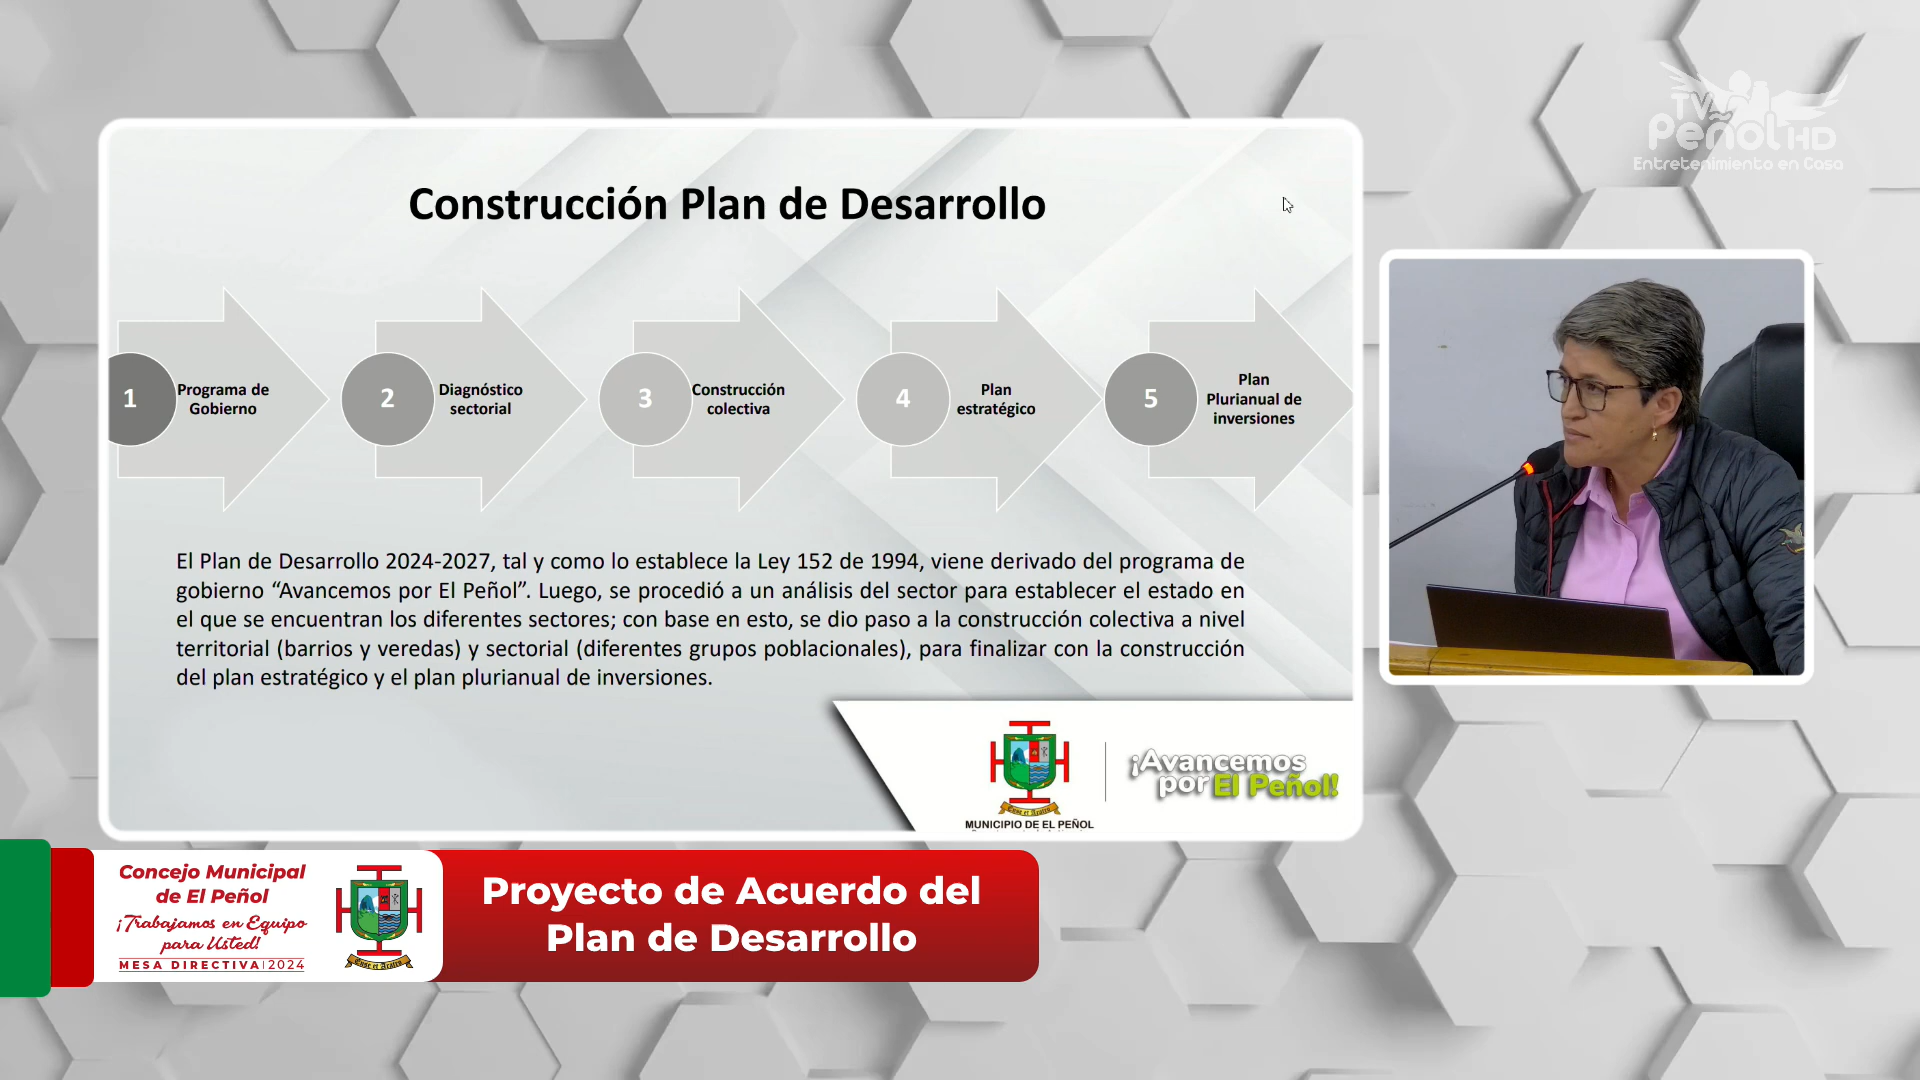 TV
Peñol HD
Entretenimiento en Casa
Construcción Plan de Desarrollo
1
Programa de
Gobierno
2
Diagnóstico
sectorial
3
Construcción
colectiva
4
Plan
estratégico
5
Plan
Plurianual de
inversiones
El Plan de Desarrollo 2024-2027, tal y como lo establece la Ley 152 de 1994, viene derivado del programa de
gobierno “Avancemos por El Peñol”. Luego, se procedió a un análisis del sector para establecer el estado en
el que se encuentran los diferentes sectores; con base en esto, se dio paso a la construcción colectiva a nivel
territorial (barrios y veredas) y sectorial (diferentes grupos poblacionales), para finalizar con la construcción
del plan estratégico y el plan plurianual de inversiones.
MUNICIPIO DE EL PEÑOL
¡Avancemos
por El Peñol!
Concejo Municipal
de El Peñol
¡Trabajamos en Equipo
para Usted!
MESA DIRECTIVA|2024
Proyecto de Acuerdo del
Plan de Desarrollo